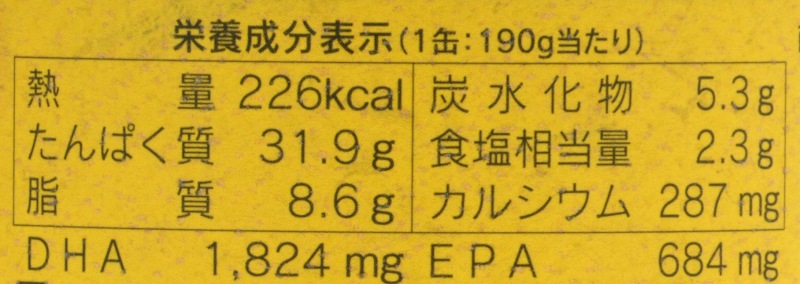 栄養成分表示(1缶:190g当たり)
熱量 226kcal 炭水化物 5.3g
たんぱく質 31.9g 食塩相当量 2.3g
脂質 8.6g カルシウム 287mg
DHA 1,824mg EPA 684mg